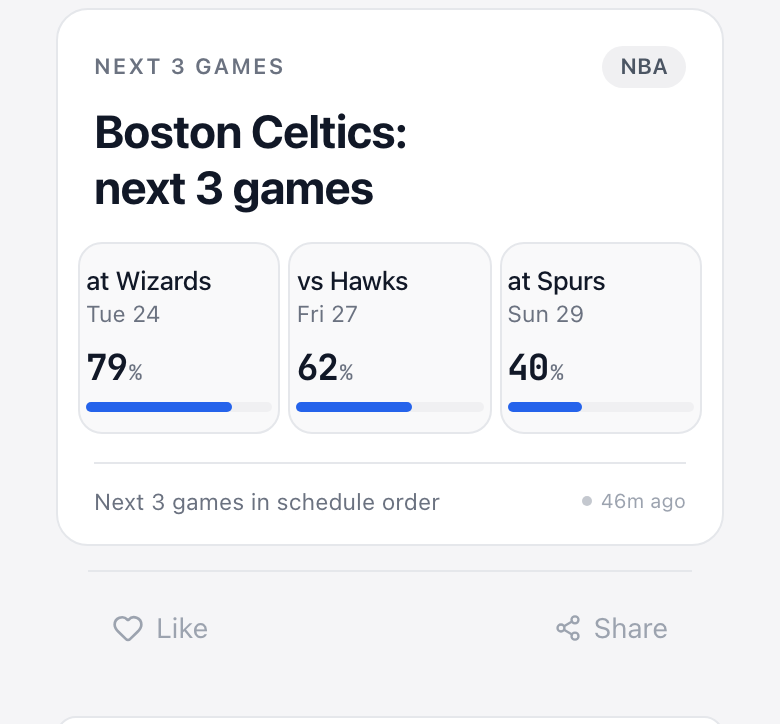 NEXT 3 GAMES
NBA
Boston Celtics:
next 3 games
at Wizards
Tue 24
79%
vs Hawks
Fri 27
62%
at Spurs
Sun 29
40%
Next 3 games in schedule order
46m ago
Like
Share